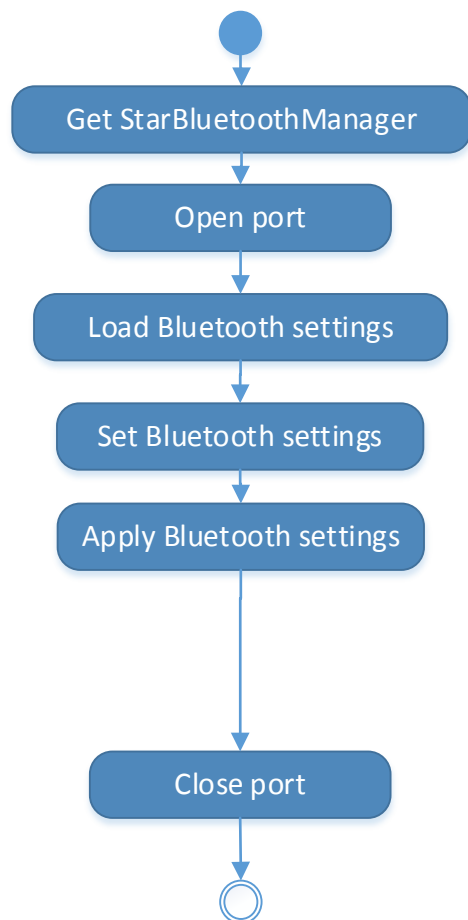 Get StarBluetoothManager
Open port
Load Bluetooth settings
Set Bluetooth settings
Apply Bluetooth settings
Close port